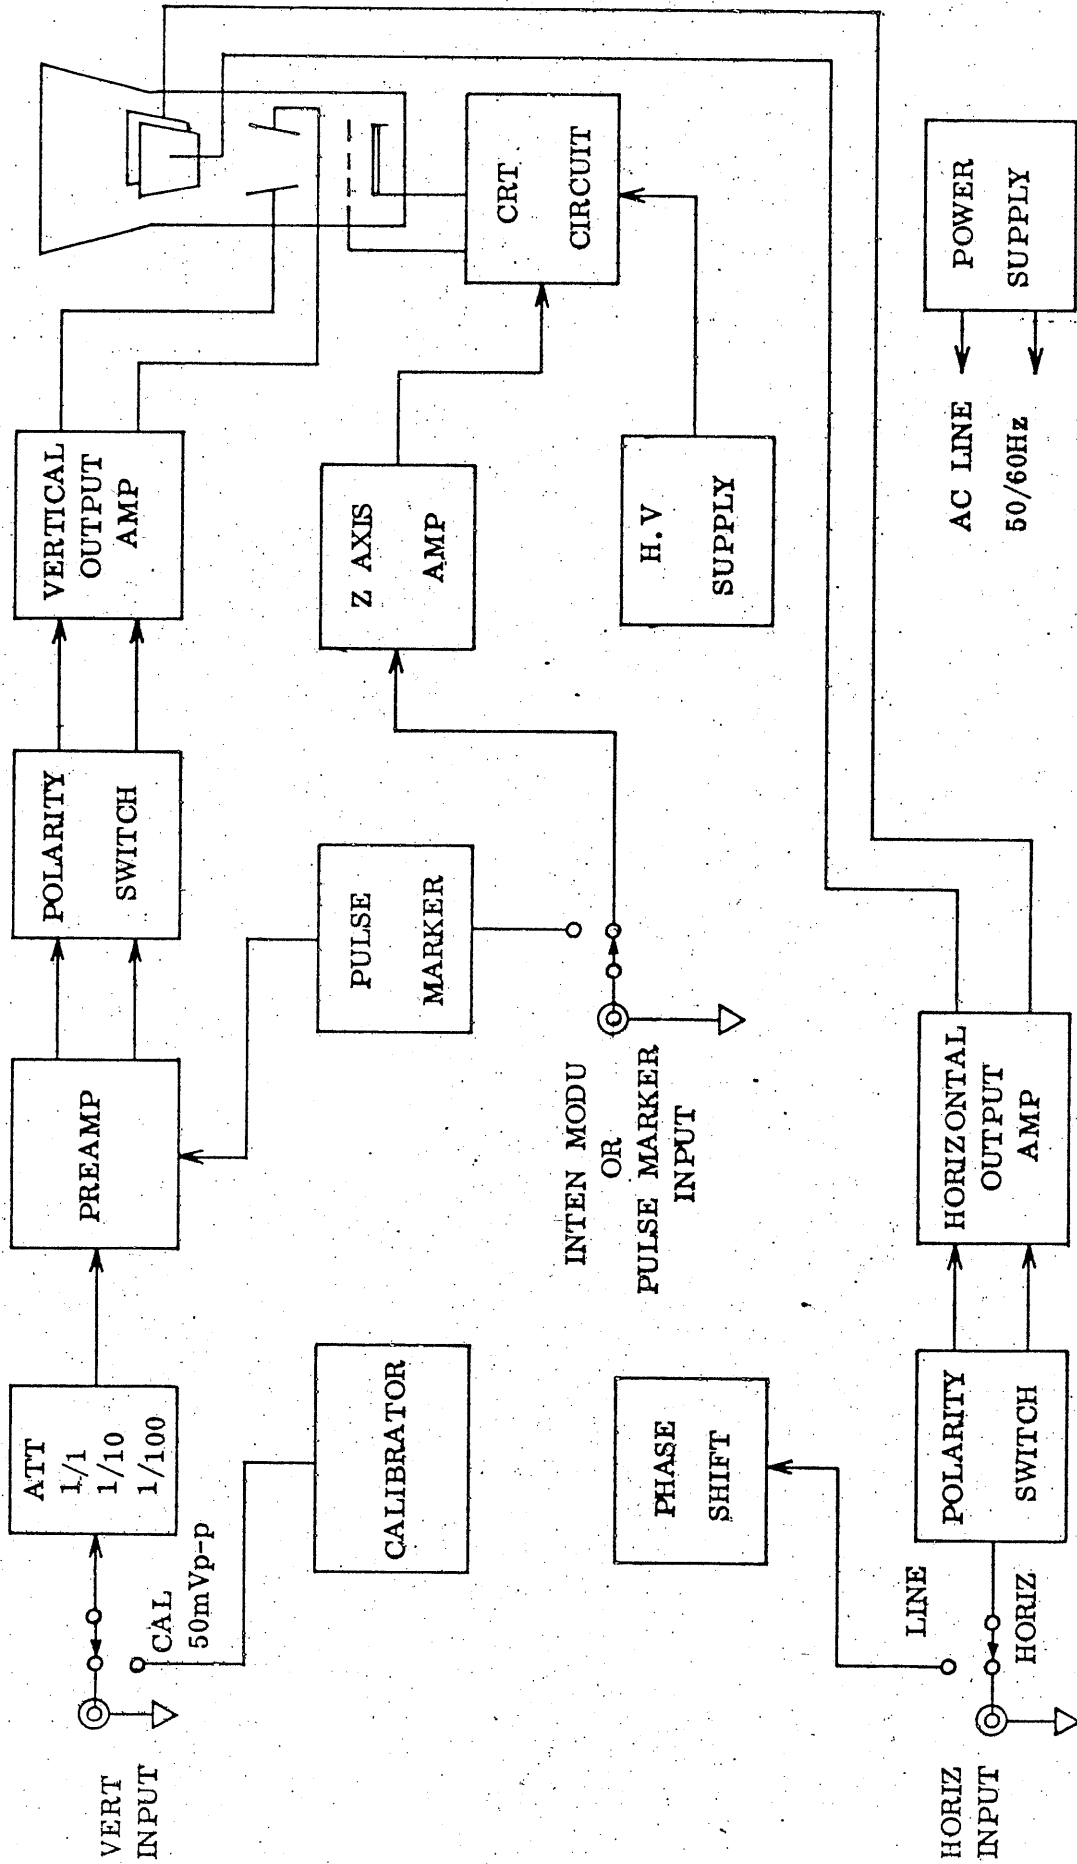 VERT
INPUT
CAL
50mVp-p
ATT
1/1
1/10
1/100
PREAMP
POLARITY
SWITCH
VERTICAL
OUTPUT
AMP
CALIBRATOR
PULSE
MARKER
Z AXIS
AMP
CRT
CIRCUIT
INTEN MODU
OR
PULSE MARKER
INPUT
H.V
SUPPLY
PHASE
SHIFT
LINE
HORIZ
INPUT
HORIZ
POLARITY
SWITCH
HORIZONTAL
OUTPUT
AMP
AC LINE
50/60Hz
POWER
SUPPLY